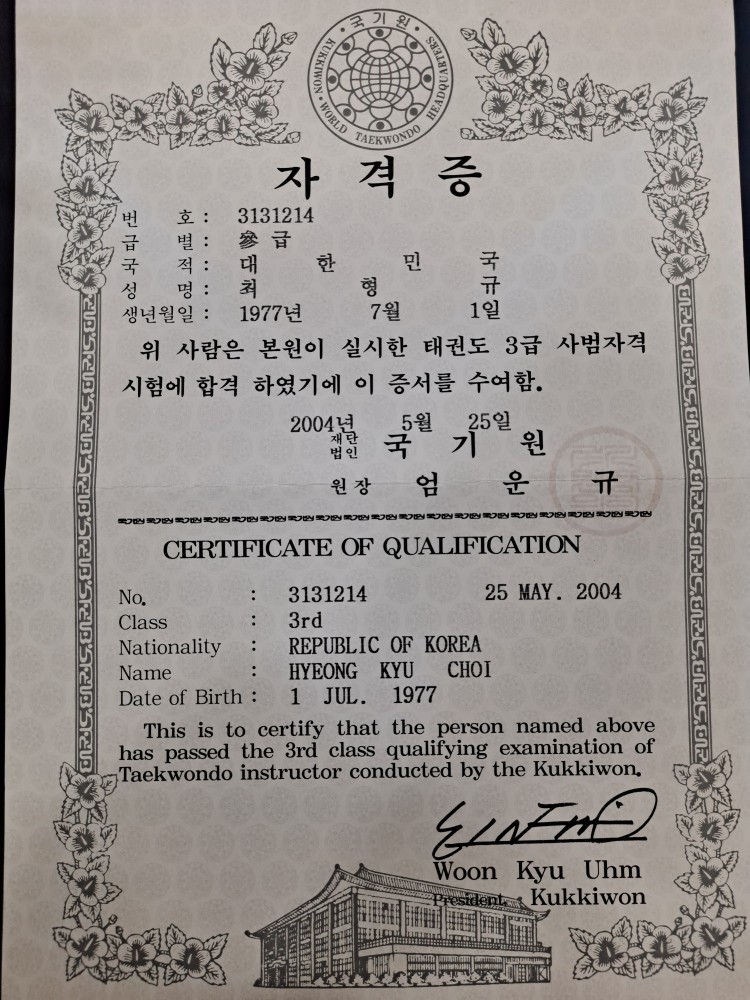 · 국 기 원 ·
KUKKIWON · WORLD TAEKWONDO HEADQUARTERS
자 격 증
번 호 : 3131214
급 별 : 參 급
국 적 : 대 한 민 국
성 명 : 최 형 규
생년월일 : 1977년 7월 1일
위 사람은 본원이 실시한 태권도 3급 사범자격
시험에 합격 하였기에 이 증서를 수여함.
2004년 5월 25일
재단법인 국 기 원
원장 엄 운 규
CERTIFICATE OF QUALIFICATION
No. : 3131214 25 MAY. 2004
Class : 3rd
Nationality : REPUBLIC OF KOREA
Name : HYEONG KYU CHOI
Date of Birth : 1 JUL. 1977
This is to certify that the person named above
has passed the 3rd class qualifying examination of
Taekwondo instructor conducted by the Kukkiwon.
Woon Kyu Uhm
President, Kukkiwon